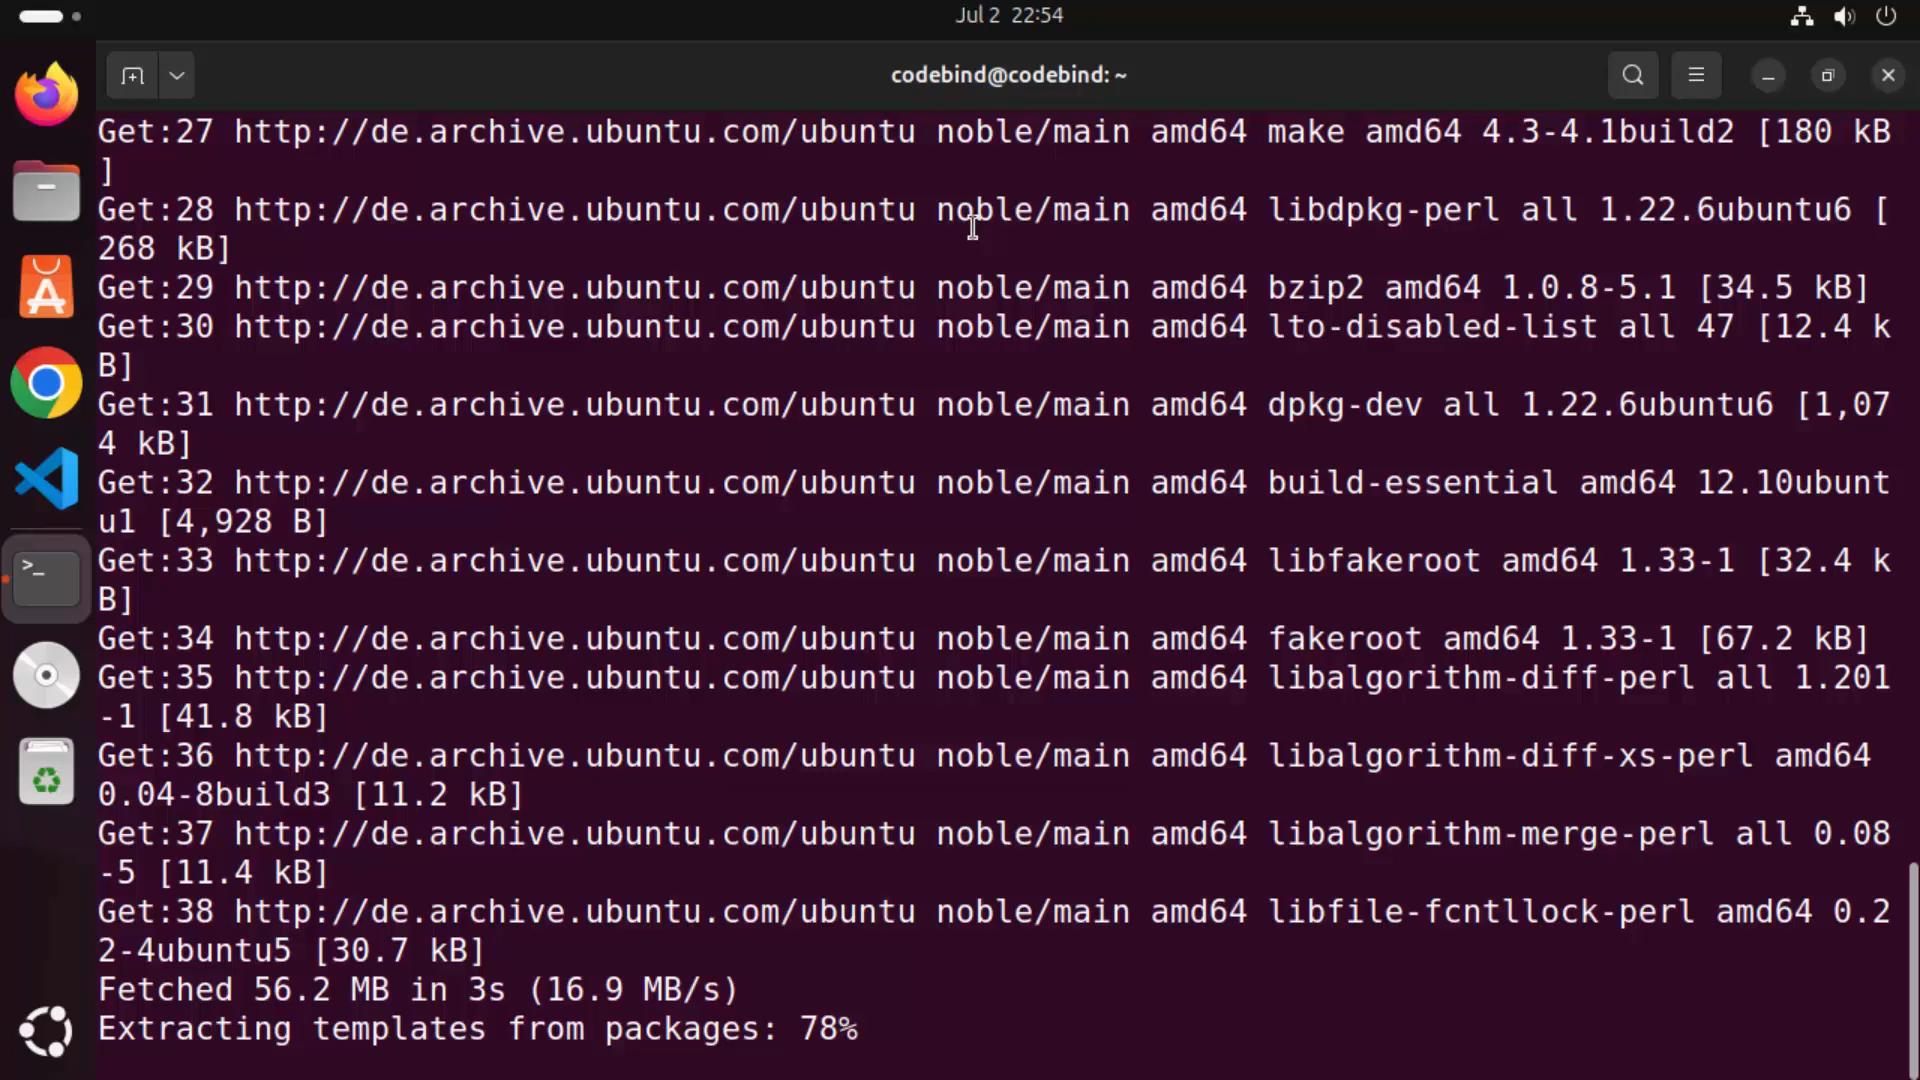 Jul 2 22:54
codebind@codebind: ~
Get:27 http://de.archive.ubuntu.com/ubuntu noble/main amd64 make amd64 4.3-4.1build2 [180 kB
]
Get:28 http://de.archive.ubuntu.com/ubuntu noble/main amd64 libdpkg-perl all 1.22.6ubuntu6 [
268 kB]
Get:29 http://de.archive.ubuntu.com/ubuntu noble/main amd64 bzip2 amd64 1.0.8-5.1 [34.5 kB]
Get:30 http://de.archive.ubuntu.com/ubuntu noble/main amd64 lto-disabled-list all 47 [12.4 k
B]
Get:31 http://de.archive.ubuntu.com/ubuntu noble/main amd64 dpkg-dev all 1.22.6ubuntu6 [1,07
4 kB]
Get:32 http://de.archive.ubuntu.com/ubuntu noble/main amd64 build-essential amd64 12.10ubunt
u1 [4,928 B]
Get:33 http://de.archive.ubuntu.com/ubuntu noble/main amd64 libfakeroot amd64 1.33-1 [32.4 k
B]
Get:34 http://de.archive.ubuntu.com/ubuntu noble/main amd64 fakeroot amd64 1.33-1 [67.2 kB]
Get:35 http://de.archive.ubuntu.com/ubuntu noble/main amd64 libalgorithm-diff-perl all 1.201
-1 [41.8 kB]
Get:36 http://de.archive.ubuntu.com/ubuntu noble/main amd64 libalgorithm-diff-xs-perl amd64
0.04-8build3 [11.2 kB]
Get:37 http://de.archive.ubuntu.com/ubuntu noble/main amd64 libalgorithm-merge-perl all 0.08
-5 [11.4 kB]
Get:38 http://de.archive.ubuntu.com/ubuntu noble/main amd64 libfile-fcntllock-perl amd64 0.2
2-4ubuntu5 [30.7 kB]
Fetched 56.2 MB in 3s (16.9 MB/s)
Extracting templates from packages: 78%